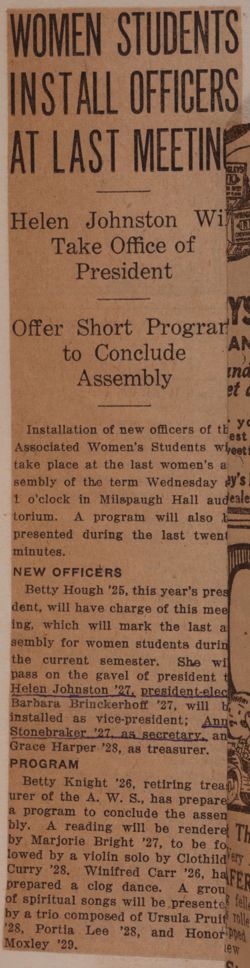 WOMEN STUDENTS
INSTALL OFFICERS
AT LAST MEETIN
Helen Johnston Wi
Take Office of
President
Offer Short Program
to Conclude
Assembly
Installation of new officers of th
Associated Women's Students w
take place at the last women's a
sembly of the term Wednesday
1 o'clock in Milspaugh Hall aud
torium. A program will also b
presented during the last twent
minutes.
NEW OFFICERS
Betty Hough '25, this year's pres
dent, will have charge of this mee
ing, which will mark the last a
sembly for women students durin
the current semester. She wi
pass on the gavel of president t
Helen Johnston '27, president-elec
Barbara Brinckerhoff '27, will b
installed as vice-president; Ann
Stonebraker '27, as secretary, an
Grace Harper '28, as treasurer.
PROGRAM
Betty Knight '26, retiring treas
urer of the A. W. S., has prepare
a program to conclude the assem
bly. A reading will be rendere
by Marjorie Bright '27, to be fo
lowed by a violin solo by Clothild
Curry '28. Winifred Carr '26, ha
prepared a clog dance. A grou
of spiritual songs will be presente
by a trio composed of Ursula Pruit
'28, Portia Lee '28, and Honor
Moxley '29.